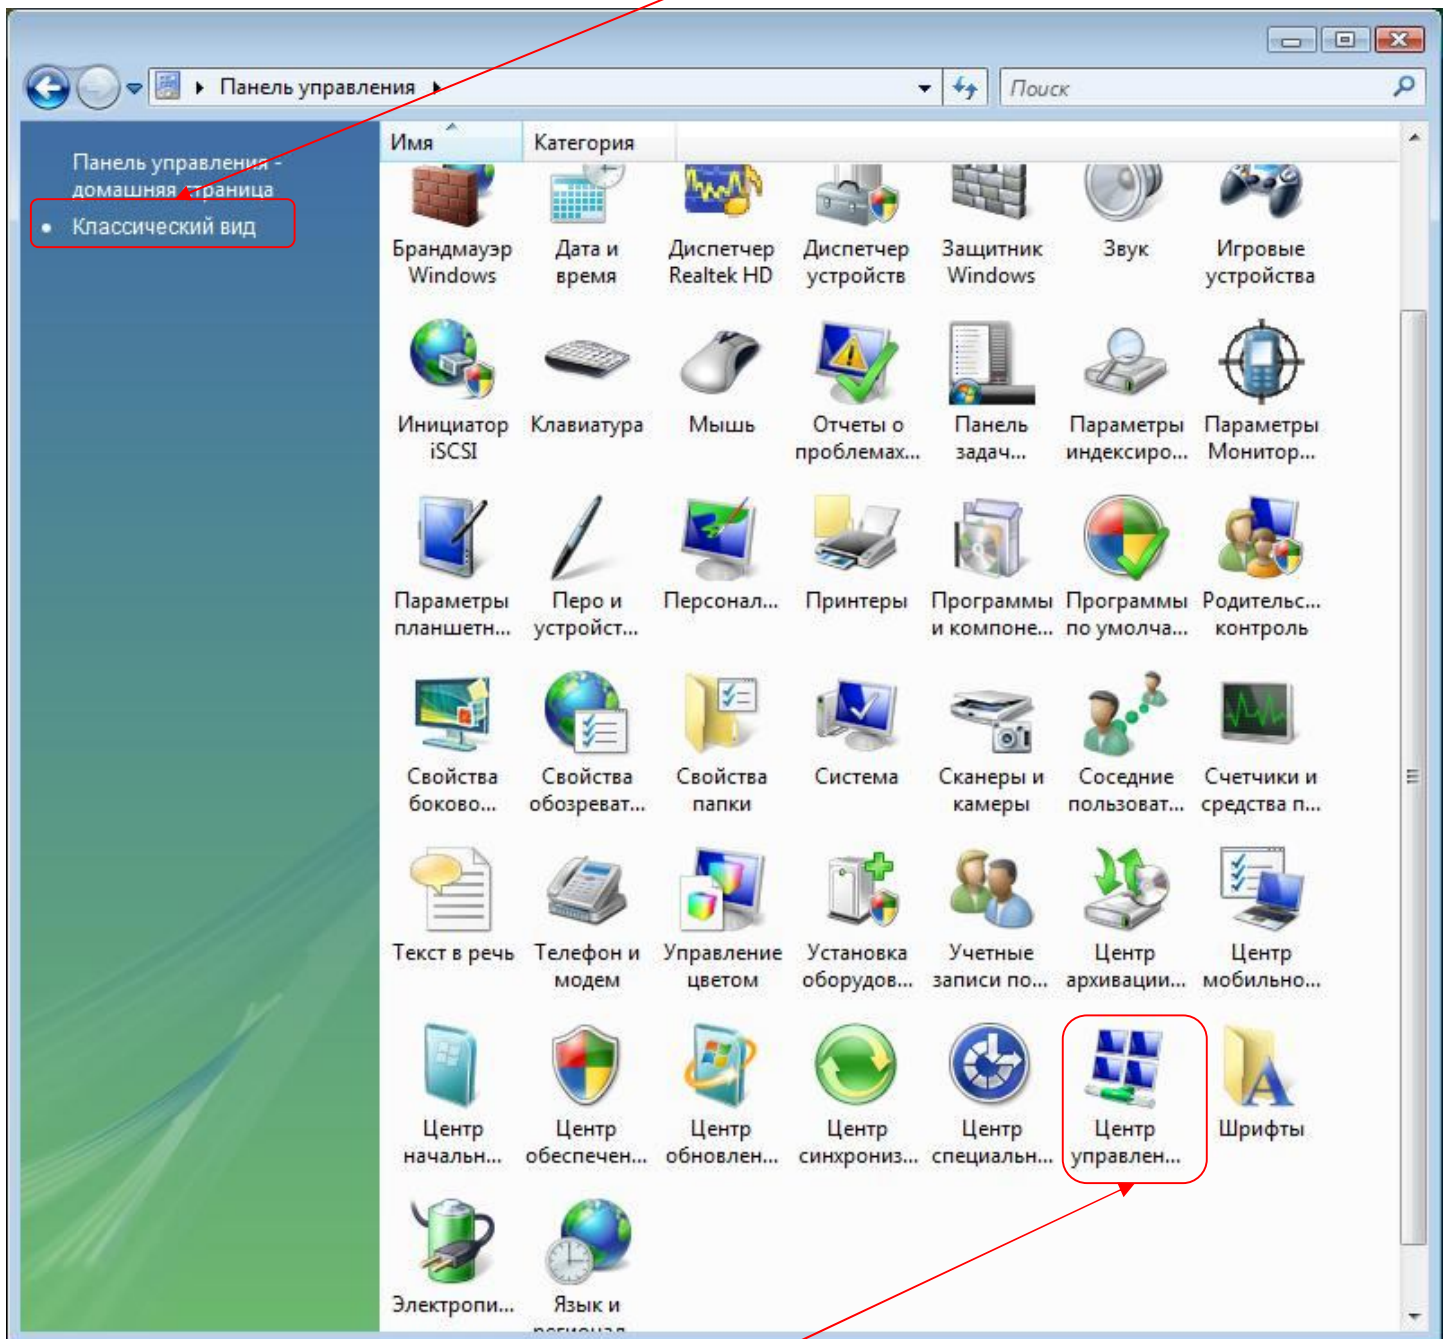 Панель управления
Поиск
Панель управления -
домашняя страница
Классический вид
Имя Категория
Брандмауэр Windows
Дата и время
Диспетчер Realtek HD
Диспетчер устройств
Защитник Windows
Звук
Игровые устройства
Инициатор iSCSI
Клавиатура
Мышь
Отчеты о проблемах...
Панель задач...
Параметры индексиро...
Параметры Монитор...
Параметры планшетн...
Перо и устройст...
Персонал...
Принтеры
Программы и компоне...
Программы по умолча...
Родительс... контроль
Свойства боково...
Свойства обозреват...
Свойства папки
Система
Сканеры и камеры
Соседние пользоват...
Счетчики и средства п...
Текст в речь
Телефон и модем
Управление цветом
Установка оборудов...
Учетные записи по...
Центр архивации...
Центр мобильно...
Центр начальн...
Центр обеспечен...
Центр обновлен...
Центр синхрониз...
Центр специальн...
Центр управлен...
Шрифты
Электропи...
Язык и